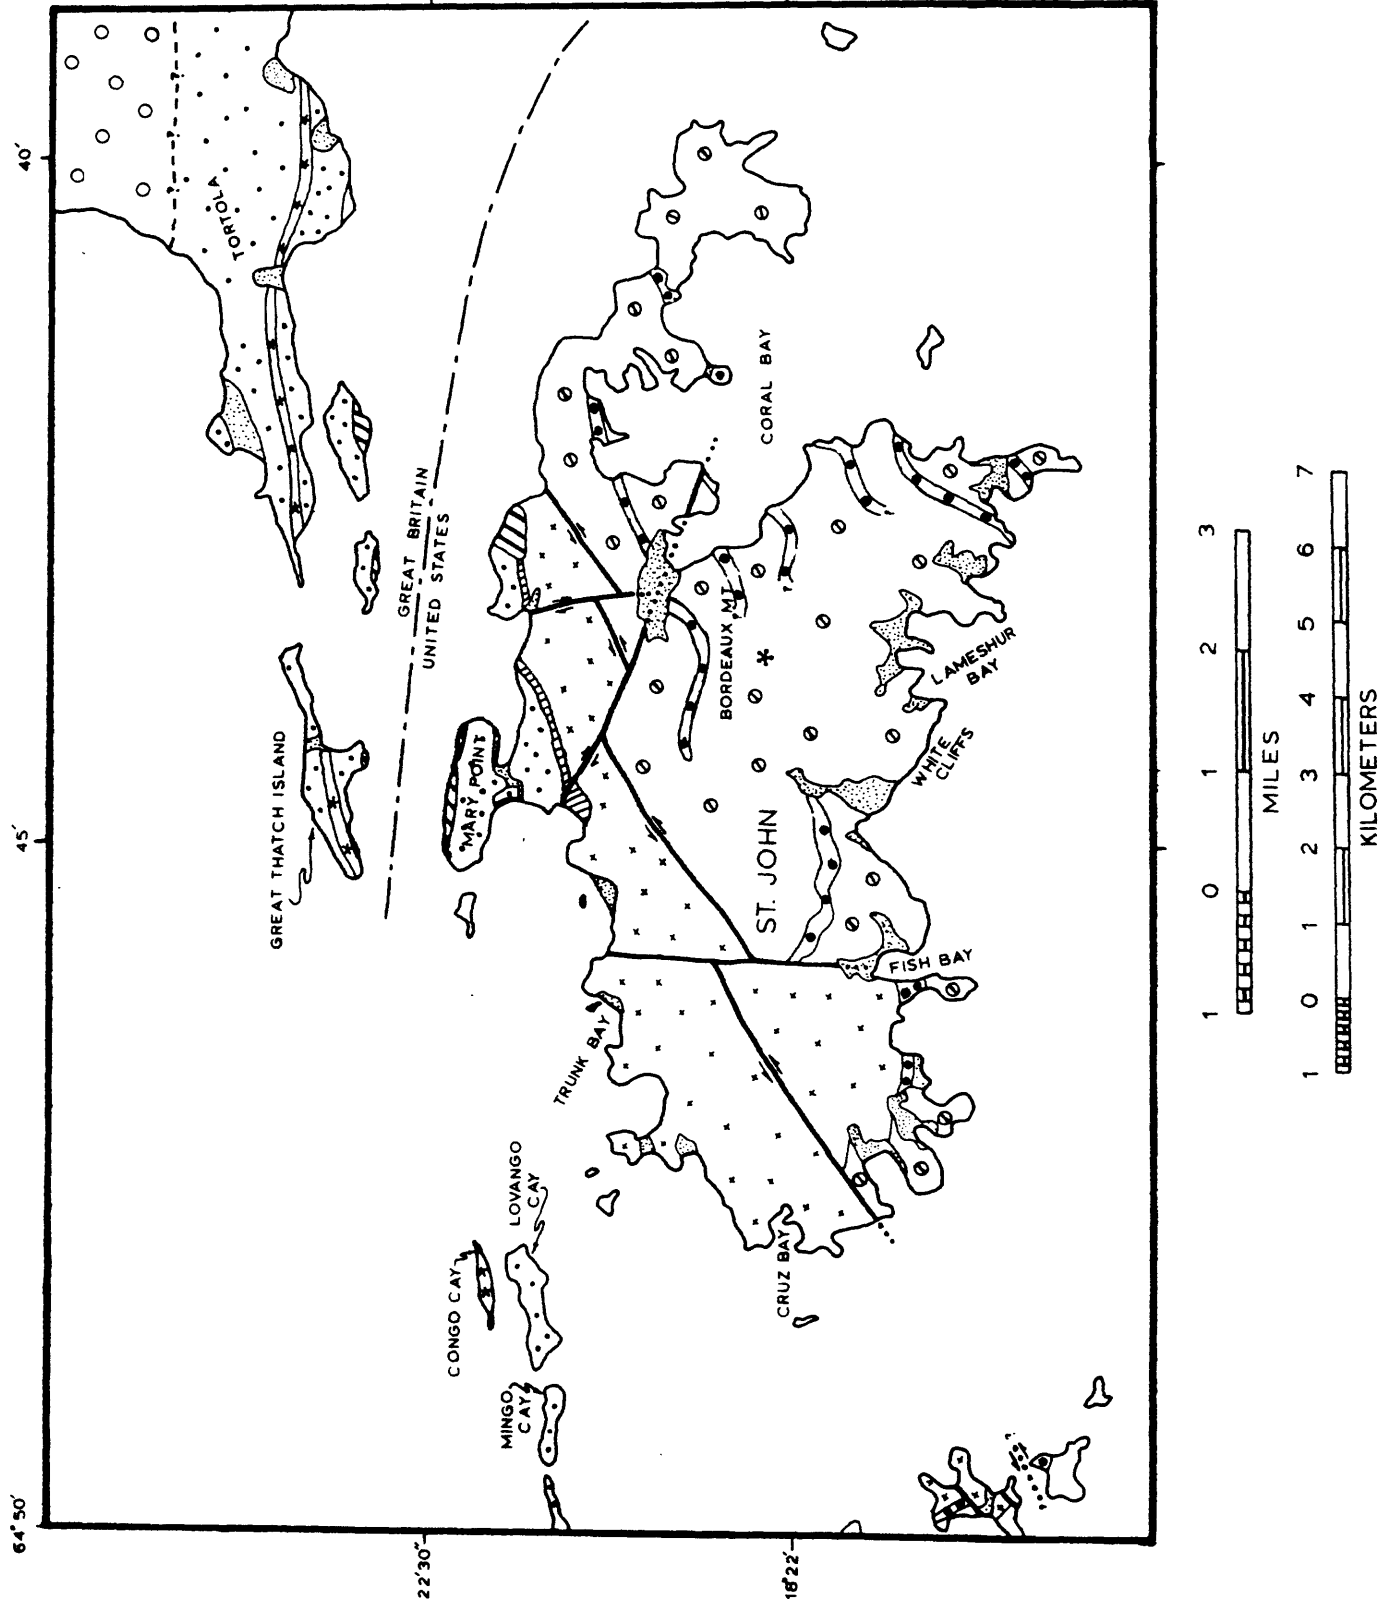 64° 50'
45'
40'
22'30"
18°22'
TORTOLA
GREAT THATCH ISLAND
GREAT BRITAIN
UNITED STATES
MARY POINT
CONGO CAY
LOVANGO
CAY
MINGO
CAY
TRUNK BAY
CRUZ BAY
ST. JOHN
BORDEAUX MT.
CORAL BAY
FISH BAY
WHITE
CLIFFS
LAMESHUR
BAY
?
?
?
?
?
?
1 0 1 2 3
MILES
1 0 1 2 3 4 5 6 7
KILOMETERS